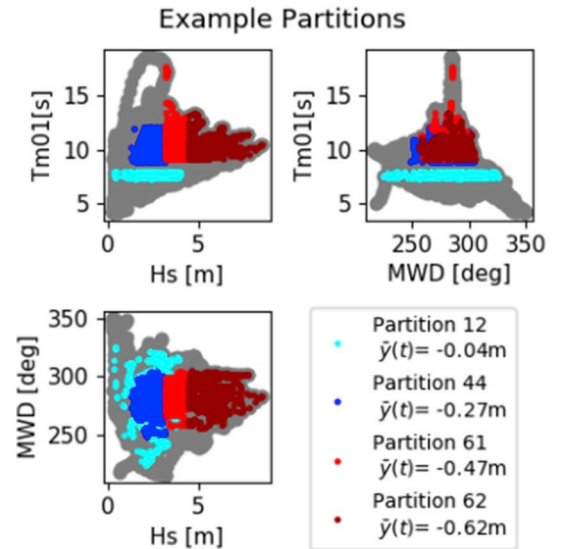 Example Partitions
Tm01[s]
15
10
5
0
5
Hs [m]
Tm01[s]
15
10
5
250
300
350
MWD [deg]
MWD [deg]
350
300
250
0
5
Hs [m]
Partition 12
ȳ(t)= -0.04m
Partition 44
ȳ(t)= -0.27m
Partition 61
ȳ(t)= -0.47m
Partition 62
ȳ(t)= -0.62m